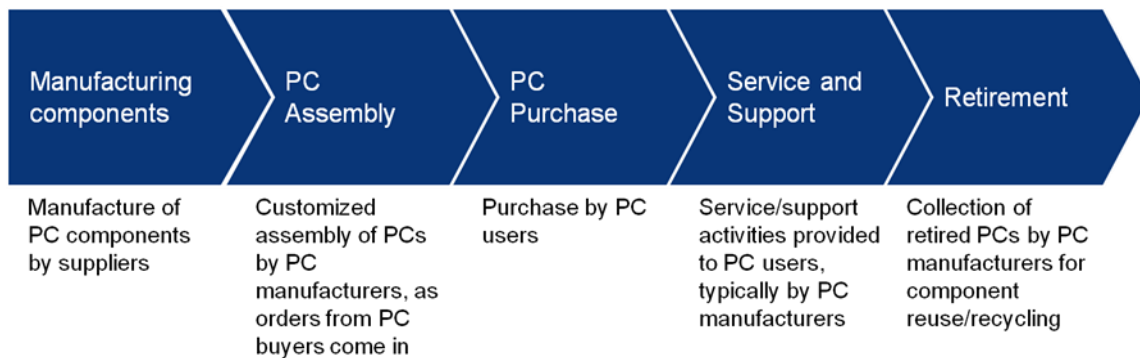 Manufacturing
components
PC
Assembly
PC
Purchase
Service and
Support
Retirement
Manufacture of
PC components
by suppliers
Customized
assembly of PCs
by PC
manufacturers, as
orders from PC
buyers come in
Purchase by PC
users
Service/support
activities provided
to PC users,
typically by PC
manufacturers
Collection of
retired PCs by PC
manufacturers for
component
reuse/recycling